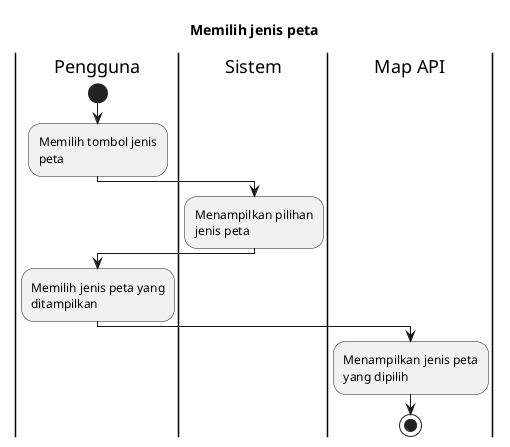 Memilih jenis peta
Pengguna
Sistem
Map API
Memilih tombol jenis
peta
Menampilkan pilihan
jenis peta
Memilih jenis peta yang
ditampilkan
Menampilkan jenis peta
yang dipilih